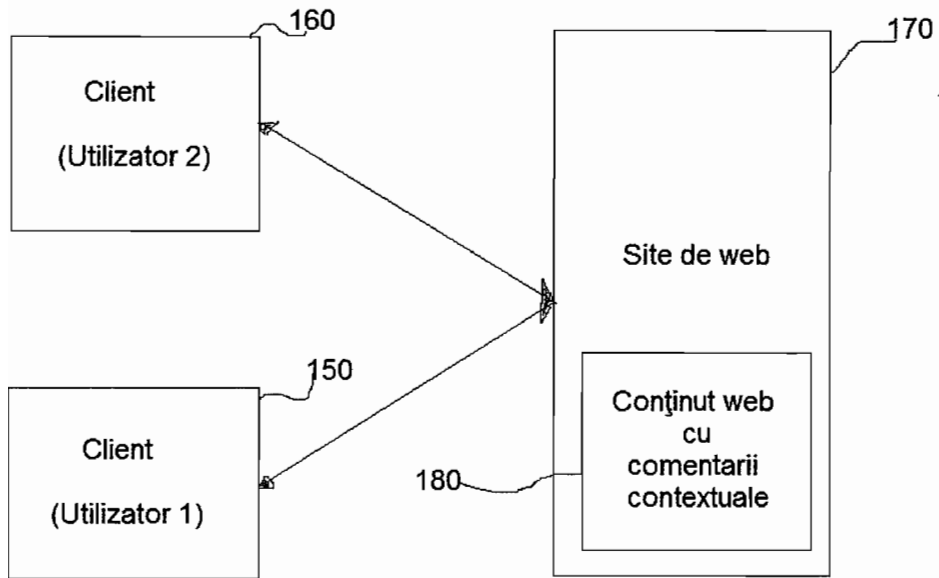 160
Client
(Utilizator 2)
170
Site de web
150
Client
(Utilizator 1)
180
Conţinut web
cu
comentarii
contextuale